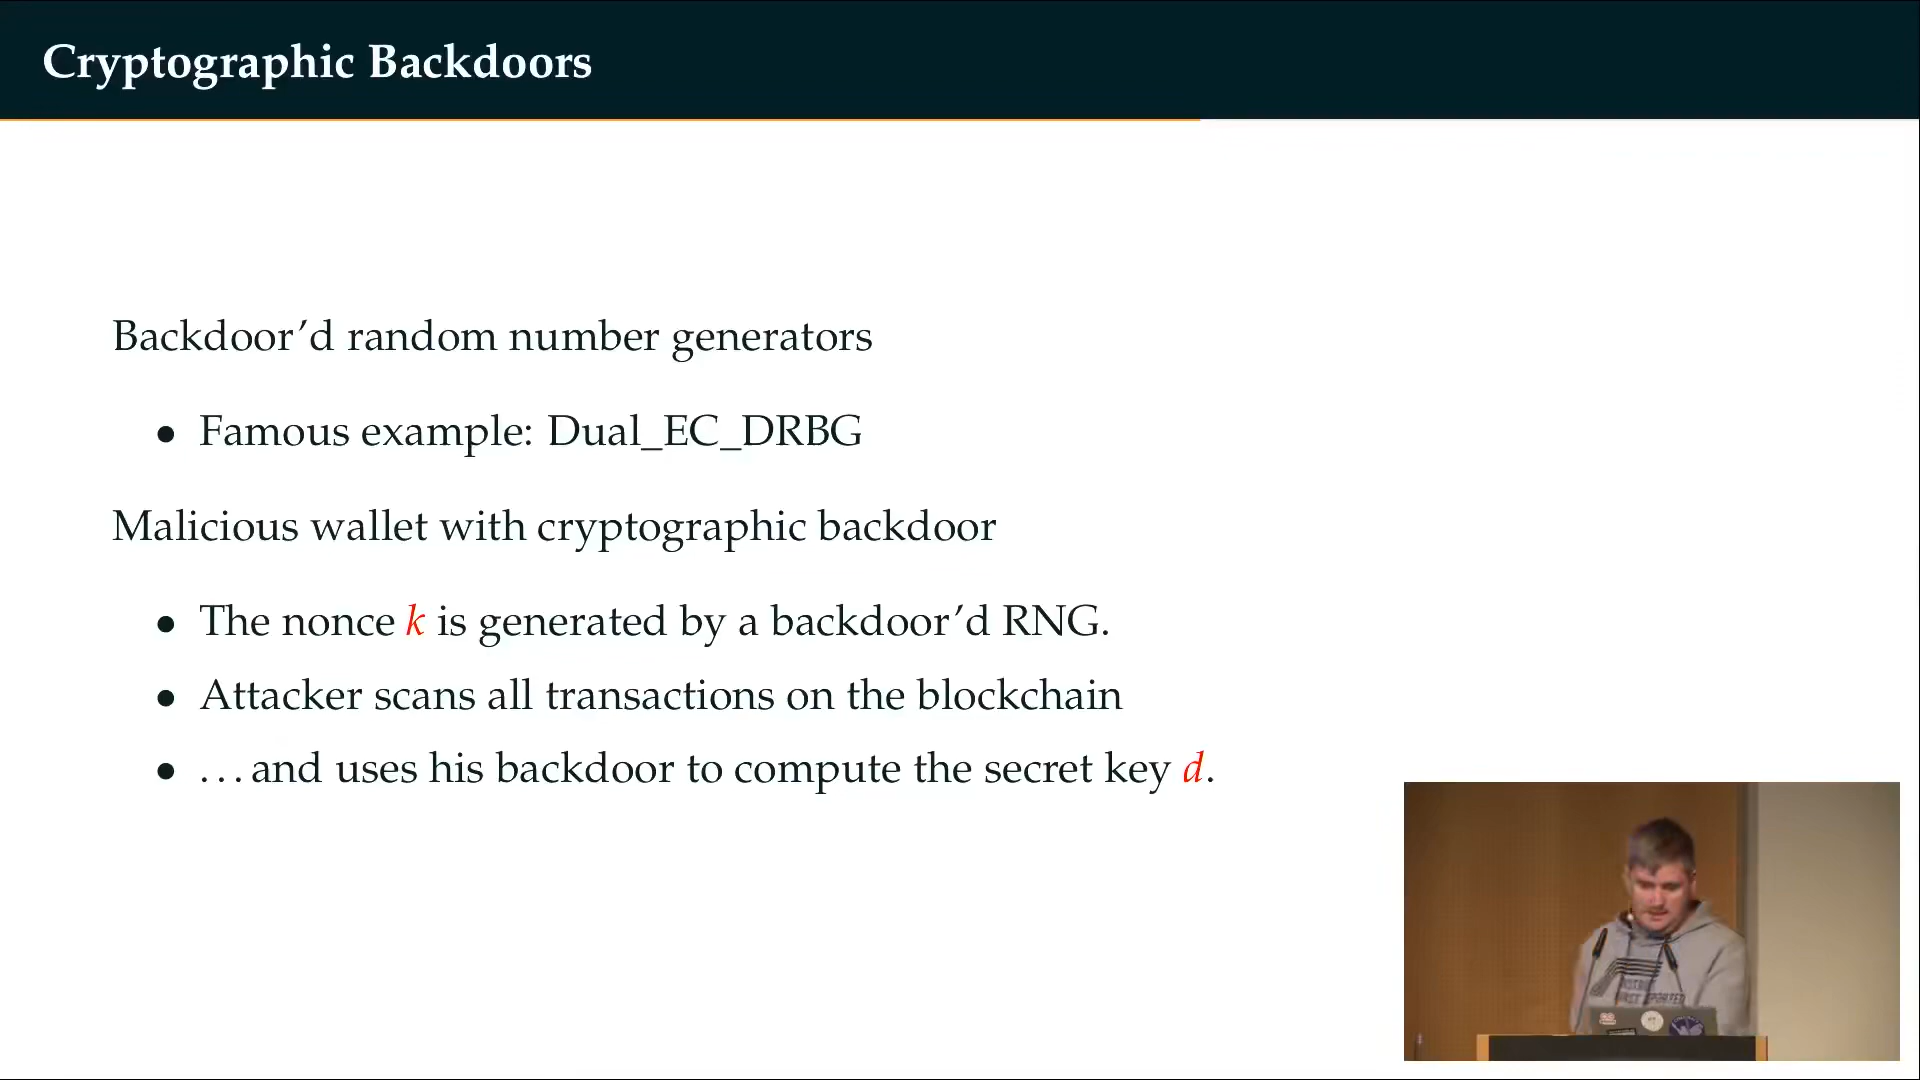 Cryptographic Backdoors
Backdoor’d random number generators
• Famous example: Dual_EC_DRBG
Malicious wallet with cryptographic backdoor
• The nonce k is generated by a backdoor’d RNG.
• Attacker scans all transactions on the blockchain
• …and uses his backdoor to compute the secret key d.